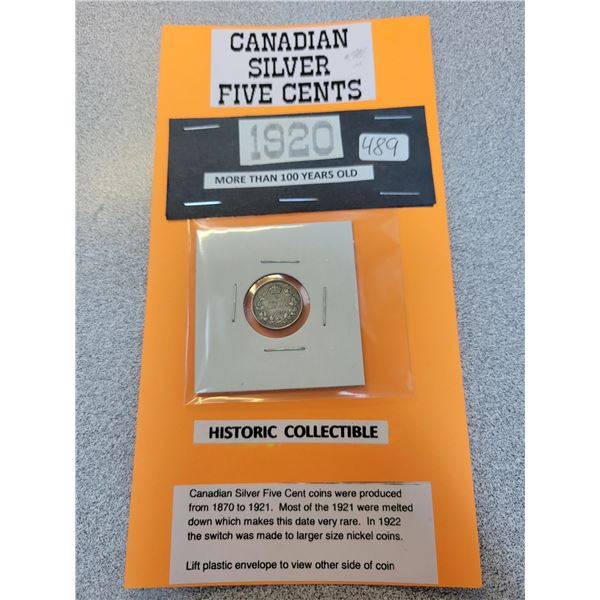 CANADIAN
SILVER
FIVE CENTS
1920
489
MORE THAN 100 YEARS OLD
HISTORIC COLLECTIBLE
Canadian Silver Five Cent coins were produced
from 1870 to 1921. Most of the 1921 were melted
down which makes this date very rare. In 1922
the switch was made to larger size nickel coins.
Lift plastic envelope to view other side of coin